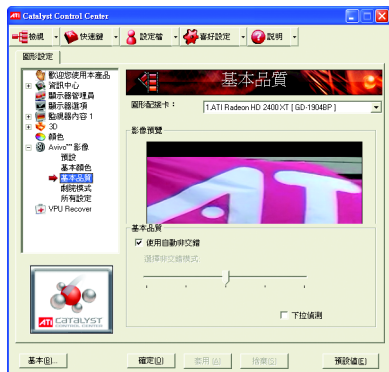 Catalyst Control Center
檢視 快速鍵 設定檔 喜好設定 說明
圖形設定
歡迎您使用本產品
資訊中心
顯示器管理員
顯示器選項
監視器內容 1
3D
顏色
Avivo™ 影像
預設
基本顏色
基本品質
劇院模式
所有設定
VPU Recover
CATALYST
CONTROL CENTER
基本品質
圖形配接卡：
1.ATI Radeon HD 2400 XT [ GD-1904BP ]
影像預覽
基本品質
使用自動非交錯
選擇非交錯模式
下拉偵測
基本(B)...
確定(O)
套用(A)
捨棄(S)
預設值(E)